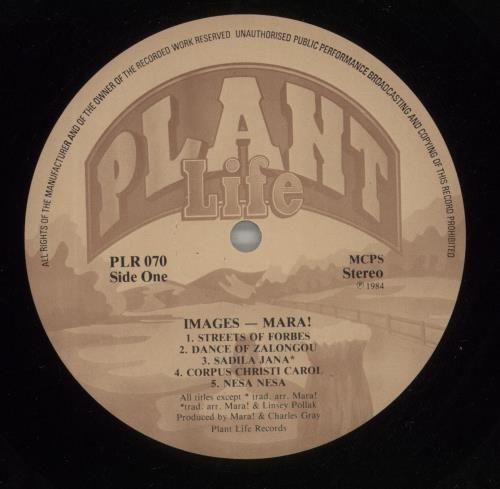 ALL RIGHTS OF THE MANUFACTURER AND OF THE OWNER OF THE RECORDED WORK RESERVED UNAUTHORISED PUBLIC PERFORMANCE BROADCASTING AND COPYING OF THIS RECORD PROHIBITED
PLANT
Life
PLR 070
Side One
MCPS
Stereo
℗ 1984
IMAGES — MARA!
1. STREETS OF FORBES
2. DANCE OF ZALONGOU
3. SADILA JANA*
4. CORPUS CHRISTI CAROL
5. NESA NESA
All titles except * trad. arr. Mara!
*trad. arr. Mara! & Linsey Pollak
Produced by Mara! & Charles Gray
Plant Life Records